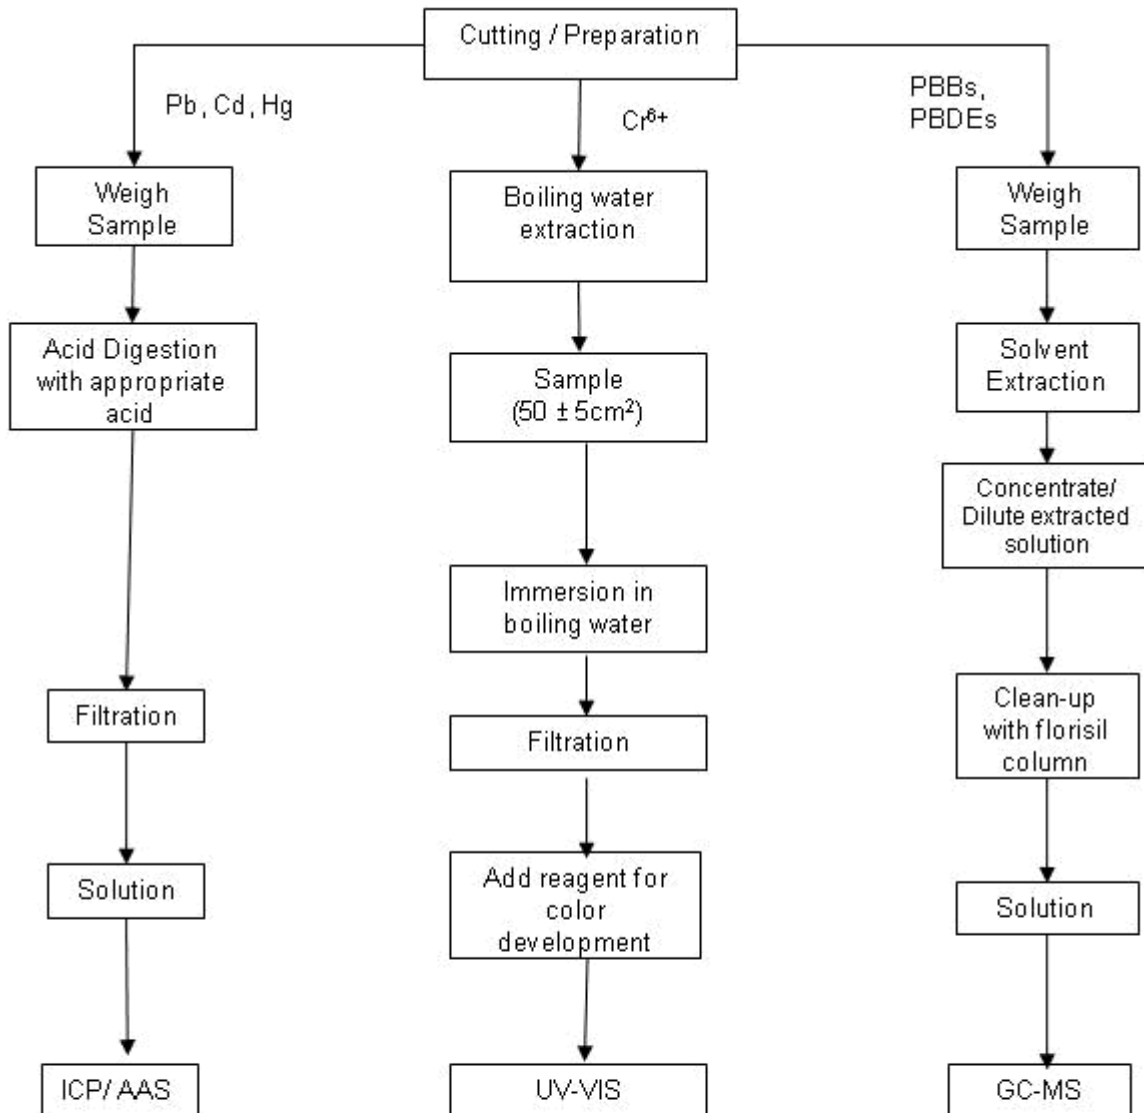 Cutting / Preparation
Pb, Cd, Hg
Cr⁶⁺
PBBs,
PBDEs
Weigh
Sample
Boiling water
extraction
Weigh
Sample
Acid Digestion
with appropriate
acid
Sample
(50 ± 5cm²)
Solvent
Extraction
Concentrate/
Dilute extracted
solution
Immersion in
boiling water
Filtration
Filtration
Clean-up
with florisil
column
Solution
Add reagent for
color
development
Solution
ICP/ AAS
UV-VIS
GC-MS